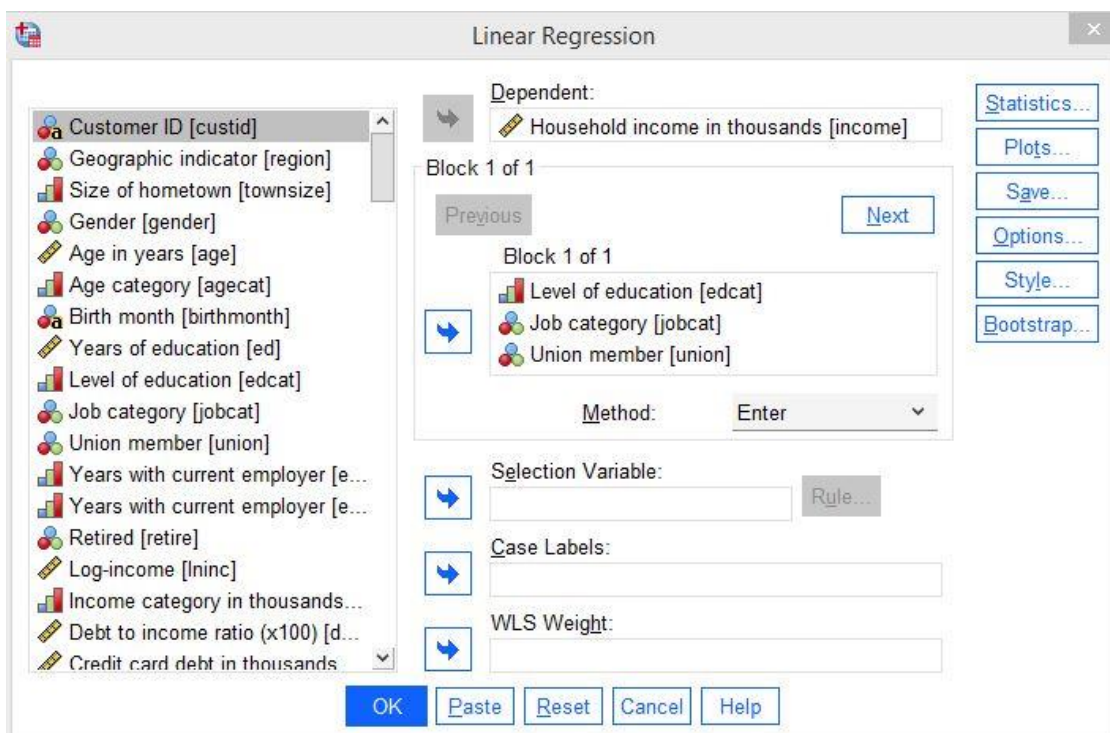 Linear Regression
Customer ID [custid]
Geographic indicator [region]
Size of hometown [townsize]
Gender [gender]
Age in years [age]
Age category [agecat]
Birth month [birthmonth]
Years of education [ed]
Level of education [edcat]
Job category [jobcat]
Union member [union]
Years with current employer [e...
Years with current employer [e...
Retired [retire]
Log-income [lninc]
Income category in thousands...
Debt to income ratio (x100) [d...
Credit card debt in thousands
Dependent:
Household income in thousands [income]
Block 1 of 1
Previous
Next
Block 1 of 1
Level of education [edcat]
Job category [jobcat]
Union member [union]
Method:
Enter
Selection Variable:
Rule...
Case Labels:
WLS Weight:
Statistics...
Plots...
Save...
Options...
Style...
Bootstrap...
OK
Paste
Reset
Cancel
Help